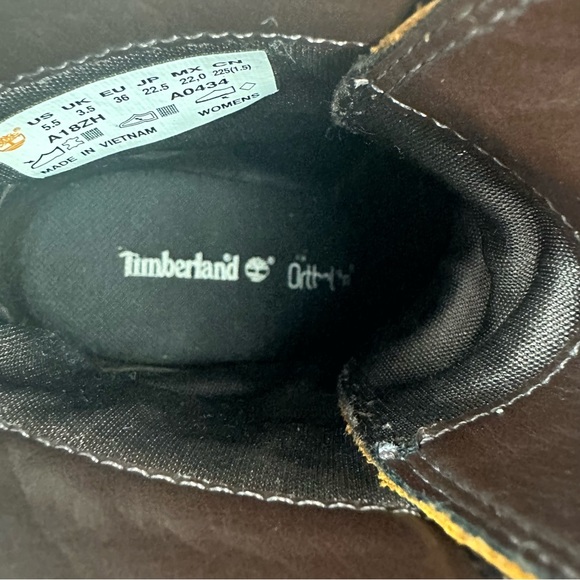 US UK EU JP MX CN
5.5 3.5 36 22.5 22.0 225(1.5)
A18ZH A0434
WOMENS
MADE IN VIETNAM
Timberland